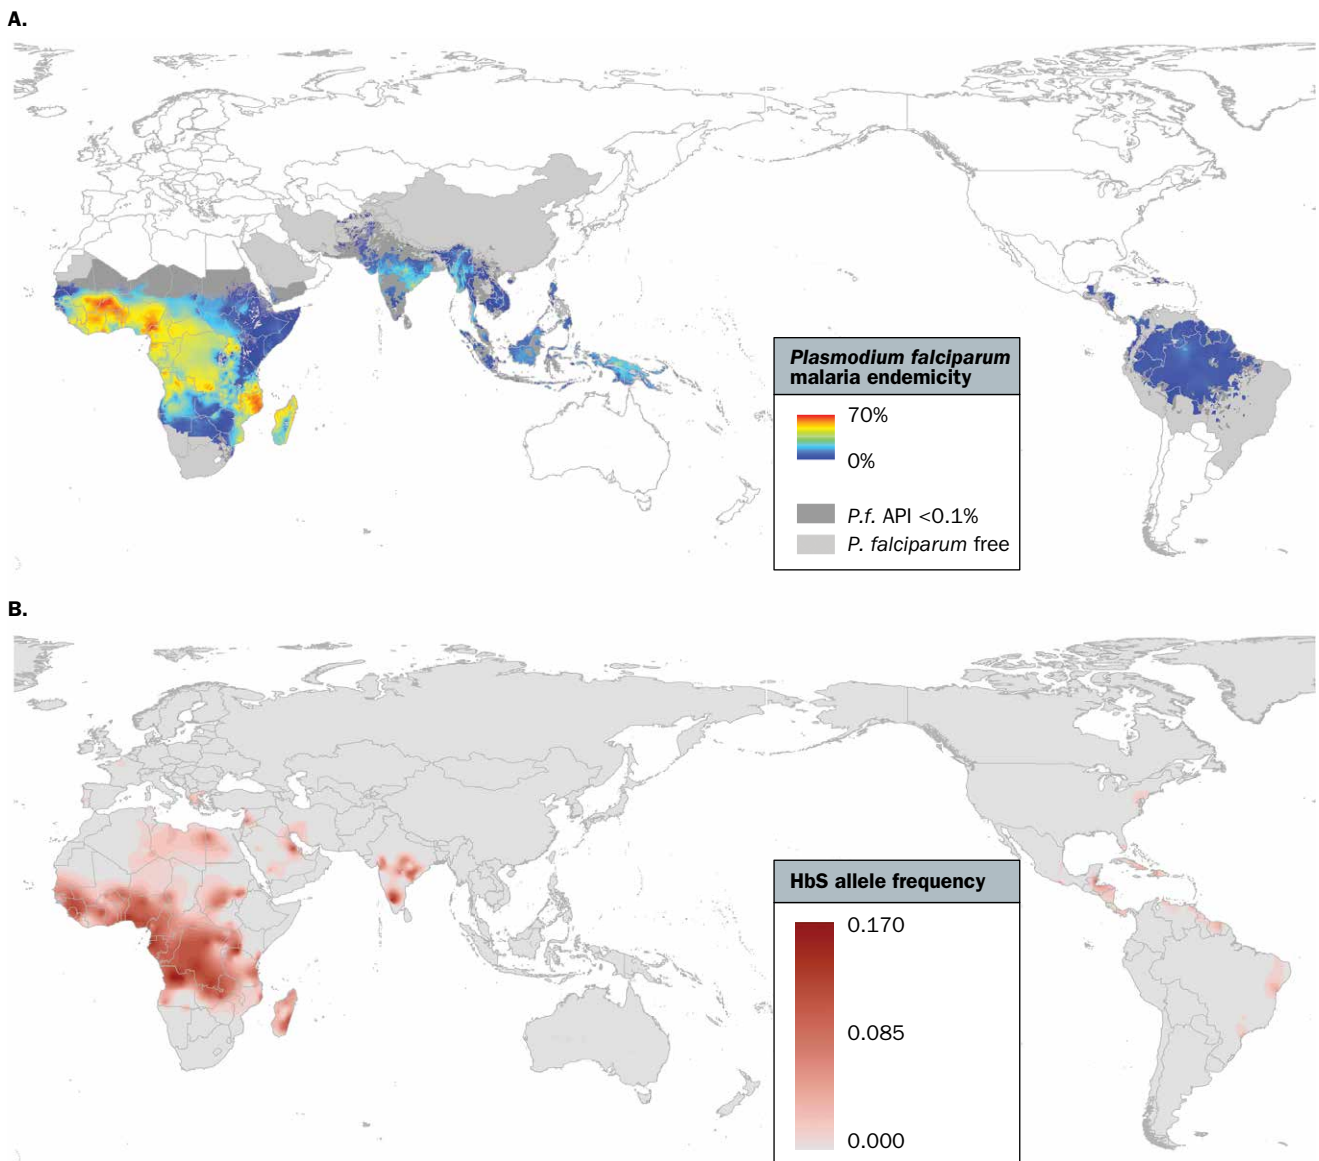 A.
Plasmodium falciparum
malaria endemicity
70%
0%
P.f. API <0.1%
P. falciparum free
B.
HbS allele frequency
0.170
0.085
0.000